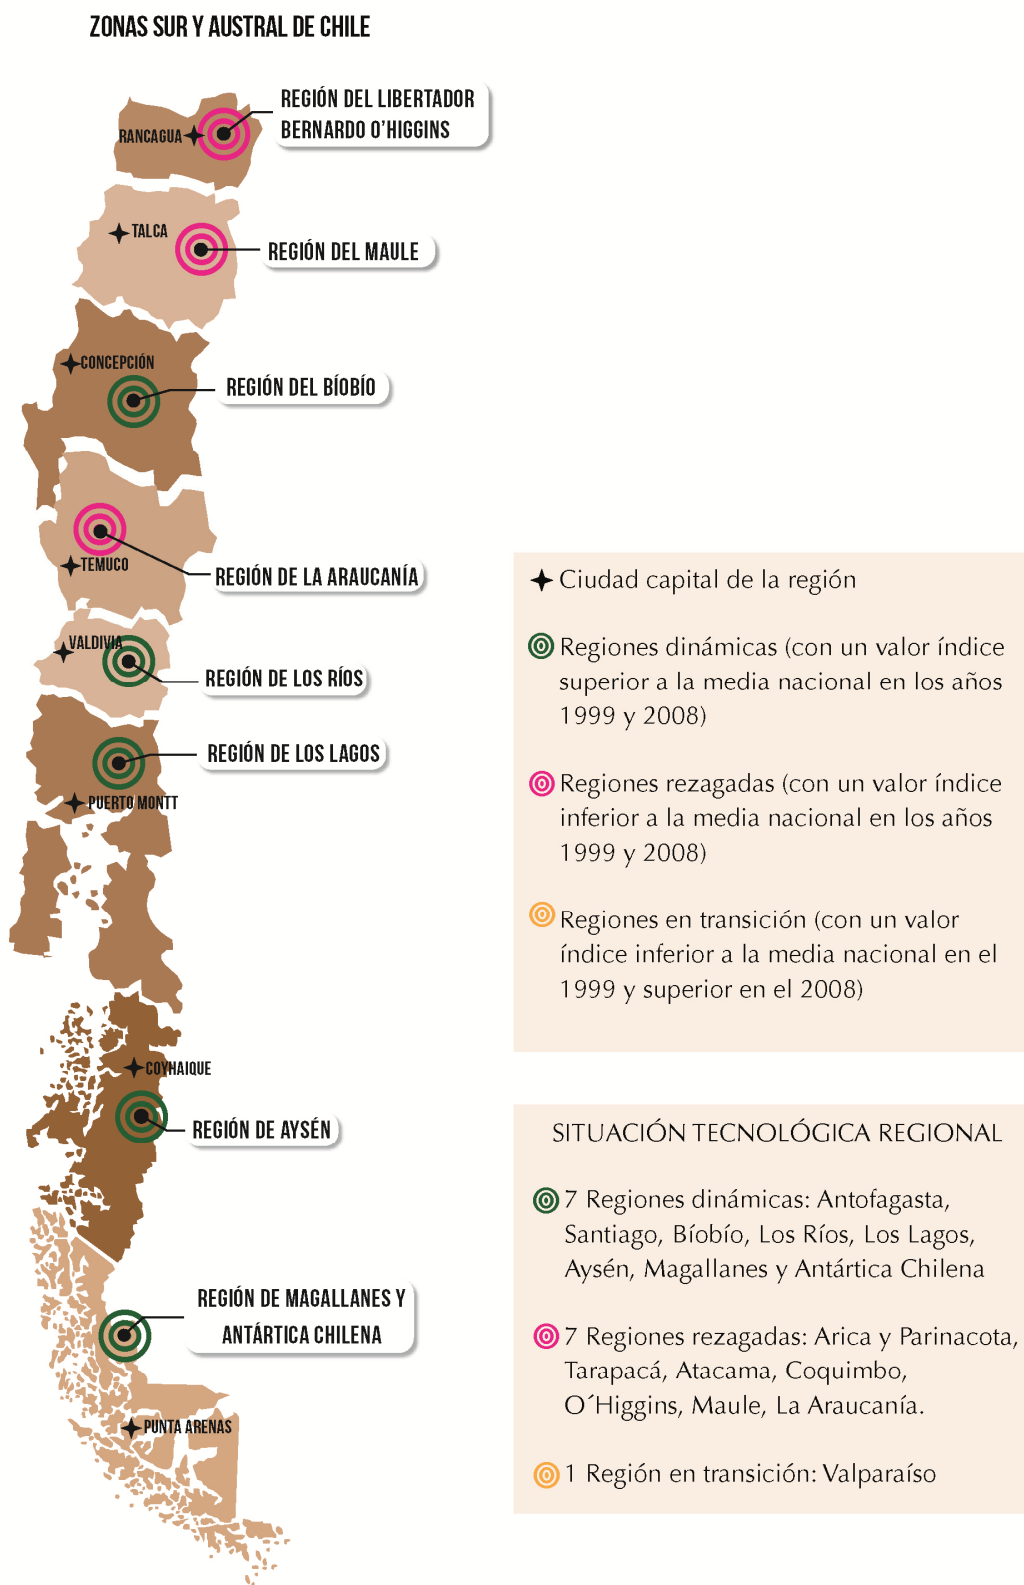 ZONAS SUR Y AUSTRAL DE CHILE
REGIÓN DEL LIBERTADOR
BERNARDO O'HIGGINS
RANCAGUA
TALCA
REGIÓN DEL MAULE
CONCEPCIÓN
REGIÓN DEL BÍOBÍO
TEMUCO
REGIÓN DE LA ARAUCANÍA
VALDIVIA
REGIÓN DE LOS RÍOS
REGIÓN DE LOS LAGOS
PUERTO MONTT
COYHAIQUE
REGIÓN DE AYSÉN
REGIÓN DE MAGALLANES Y
ANTÁRTICA CHILENA
PUNTA ARENAS
Ciudad capital de la región
Regiones dinámicas (con un valor índice
superior a la media nacional en los años
1999 y 2008)
Regiones rezagadas (con un valor índice
inferior a la media nacional en los años
1999 y 2008)
Regiones en transición (con un valor
índice inferior a la media nacional en el
1999 y superior en el 2008)
SITUACIÓN TECNOLÓGICA REGIONAL
7 Regiones dinámicas: Antofagasta,
Santiago, Bíobío, Los Ríos, Los Lagos,
Aysén, Magallanes y Antártica Chilena
7 Regiones rezagadas: Arica y Parinacota,
Tarapacá, Atacama, Coquimbo,
O´Higgins, Maule, La Araucanía.
1 Región en transición: Valparaíso